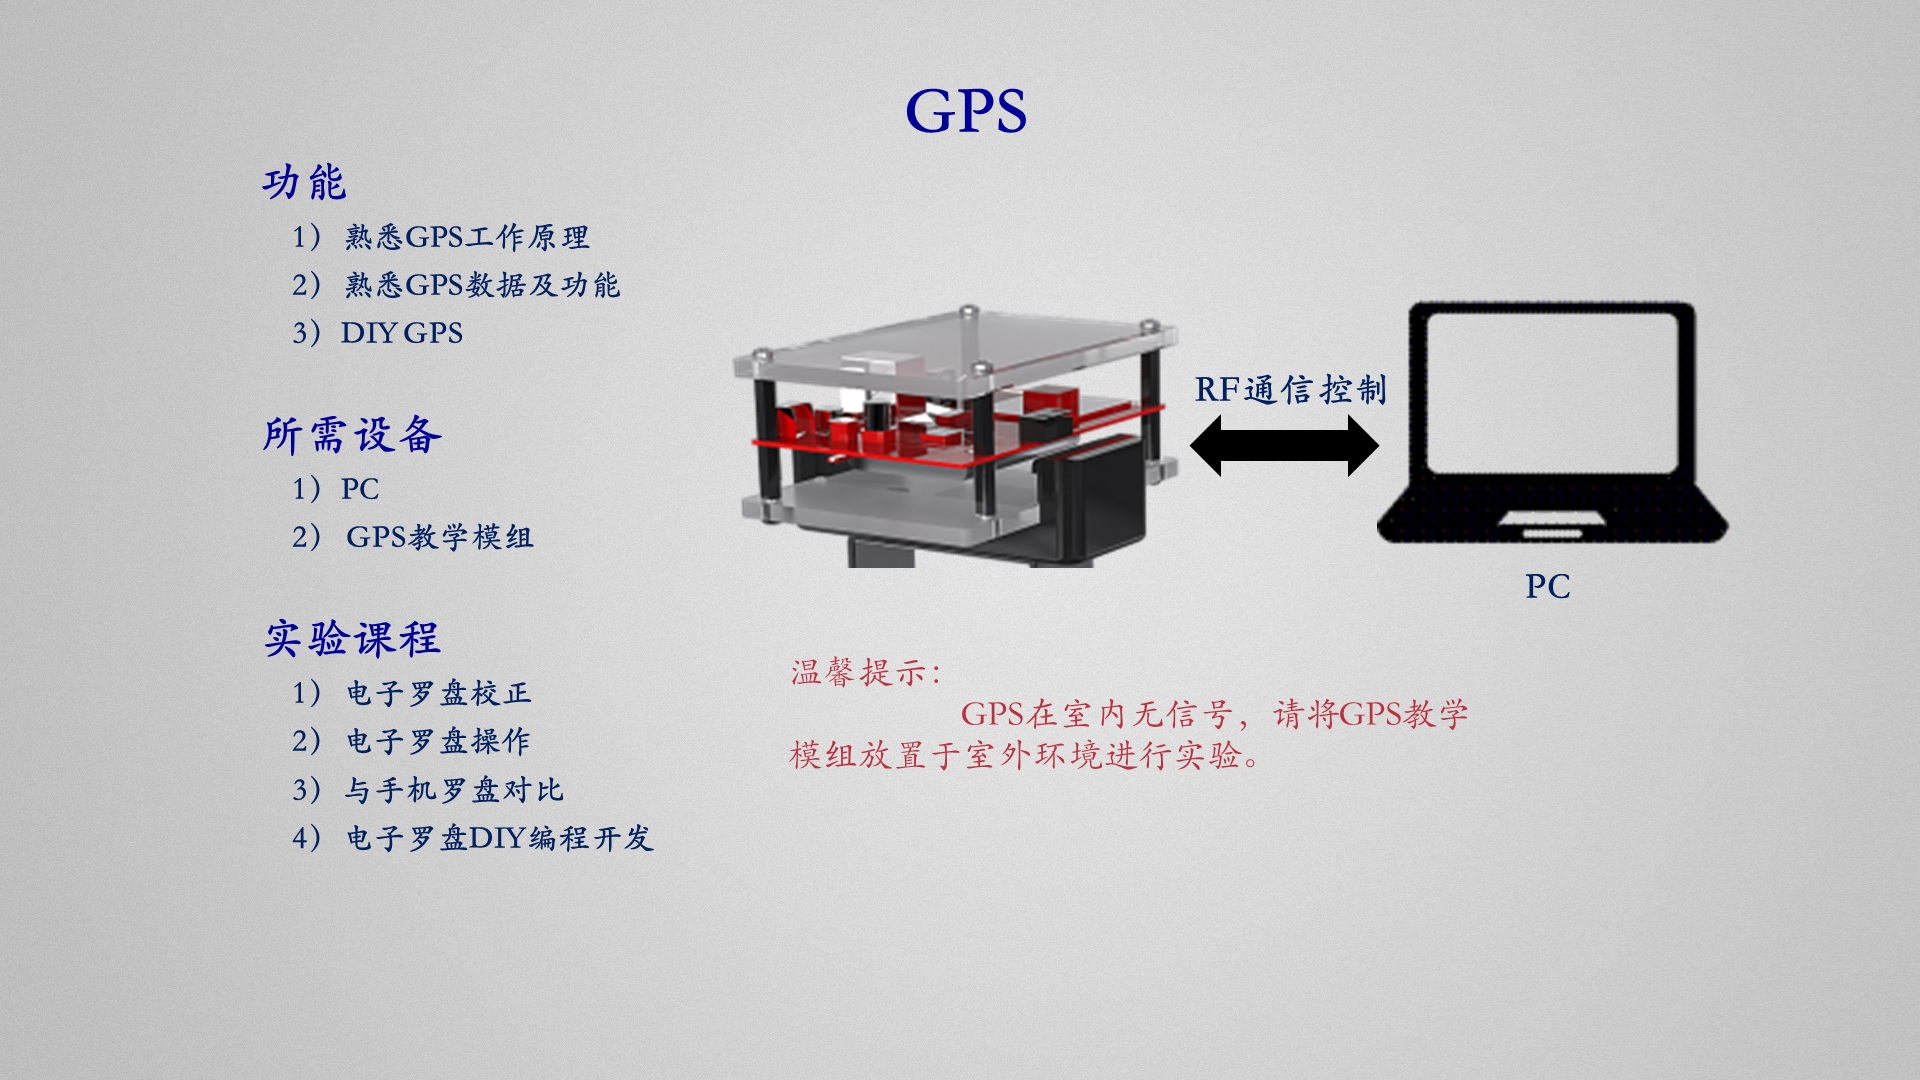 GPS
功能
1） 熟悉GPS工作原理
2） 熟悉GPS数据及功能
3） DIY GPS
所需设备
1） PC
2） GPS教学模组
实验课程
1） 电子罗盘校正
2） 电子罗盘操作
3） 与手机罗盘对比
4） 电子罗盘DIY编程开发
RF通信控制
PC
温馨提示：
GPS在室内无信号，请将GPS教学
模组放置于室外环境进行实验。